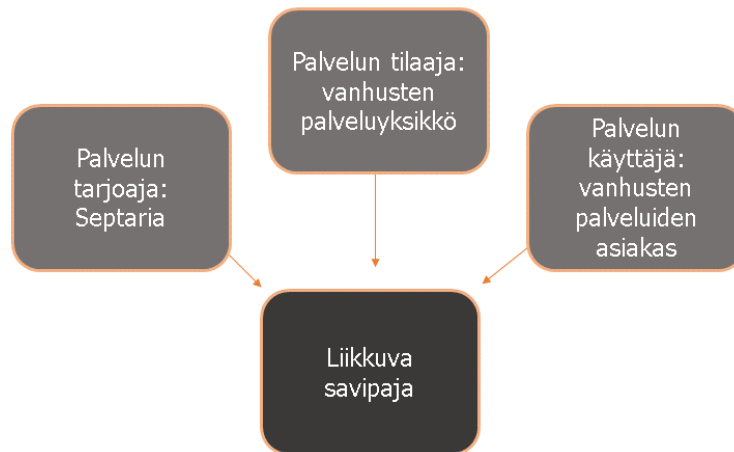 Palvelun tilaaja:
vanhusten
palveluyksikkö
Palvelun
tarjoaja:
Septaria
Palvelun
käyttäjä:
vanhusten
palveluiden
asiakas
Liikkuva
savipaja